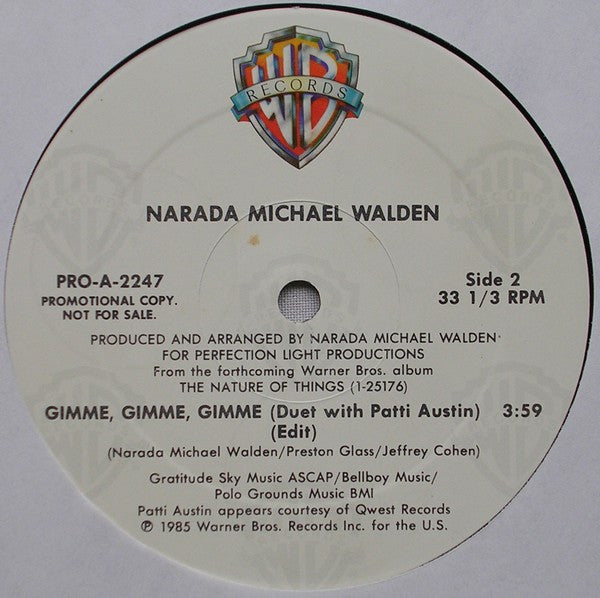 WB
RECORDS
NARADA MICHAEL WALDEN
PRO-A-2247
PROMOTIONAL COPY.
NOT FOR SALE.
Side 2
33 1/3 RPM
PRODUCED AND ARRANGED BY NARADA MICHAEL WALDEN
FOR PERFECTION LIGHT PRODUCTIONS
From the forthcoming Warner Bros. album
THE NATURE OF THINGS (1-25176)
GIMME, GIMME, GIMME (Duet with Patti Austin) 3:59
(Edit)
(Narada Michael Walden/Preston Glass/Jeffrey Cohen)
Gratitude Sky Music ASCAP/Bellboy Music/
Polo Grounds Music BMI
Patti Austin appears courtesy of Qwest Records
℗ 1985 Warner Bros. Records Inc. for the U.S.